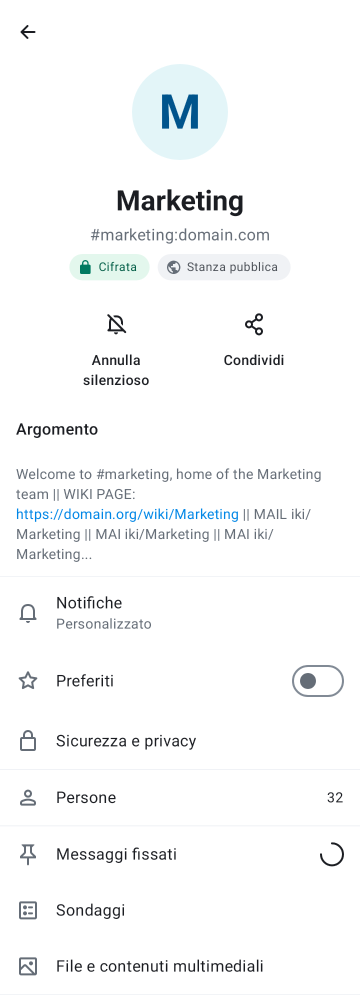 M
Marketing
#marketing:domain.com
Cifrata
Stanza pubblica
Annulla
silenzioso
Condividi
Argomento
Welcome to #marketing, home of the Marketing
team || WIKI PAGE:
https://domain.org/wiki/Marketing || MAIL iki/
Marketing || MAI iki/Marketing || MAI iki/
Marketing...
Notifiche
Personalizzato
Preferiti
Sicurezza e privacy
Persone 32
Messaggi fissati
Sondaggi
File e contenuti multimediali